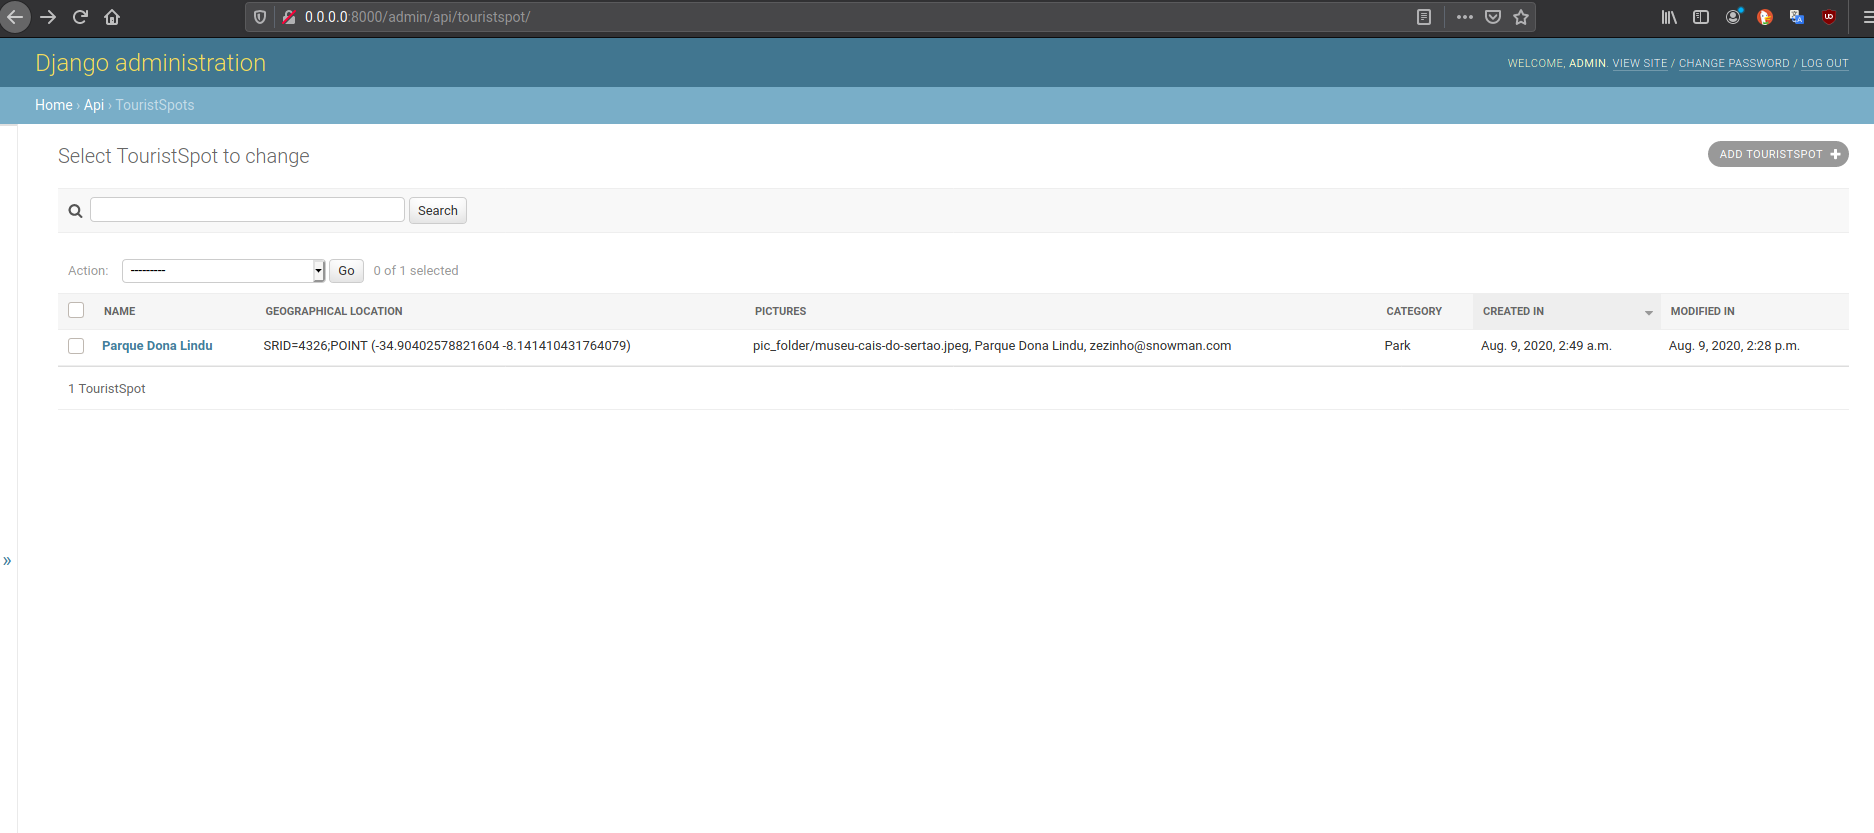 0.0.0.0:8000/admin/api/touristspot/
Django administration
WELCOME, ADMIN. VIEW SITE / CHANGE PASSWORD / LOG OUT
Home › Api › TouristSpots
Select TouristSpot to change
ADD TOURISTSPOT +
Search
Action: --------- Go 0 of 1 selected
NAME GEOGRAPHICAL LOCATION PICTURES CATEGORY CREATED IN MODIFIED IN
Parque Dona Lindu SRID=4326;POINT (-34.90402578821604 -8.141410431764079) pic_folder/museu-cais-do-sertao.jpeg, Parque Dona Lindu, zezinho@snowman.com Park Aug. 9, 2020, 2:49 a.m. Aug. 9, 2020, 2:28 p.m.
1 TouristSpot
»